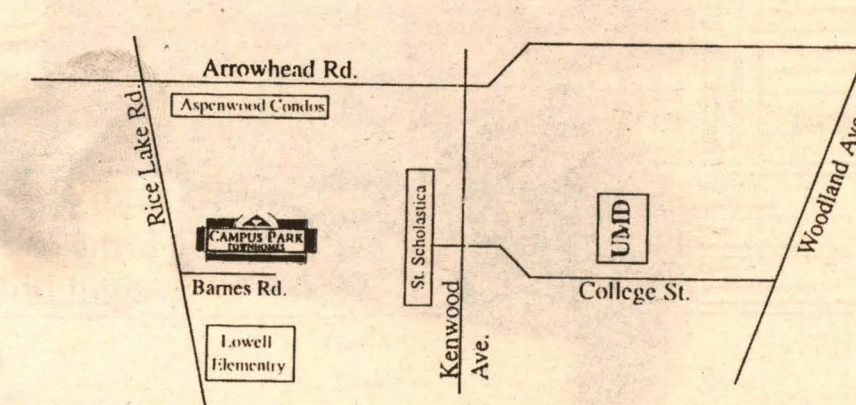 Arrowhead Rd.
Aspenwood Condos
Rice Lake Rd.
CAMPUS PARK
TOWNHOMES
Barnes Rd.
Lowell
Elementry
St. Scholastica
Kenwood
Ave.
UMD
College St.
Woodland Ave.